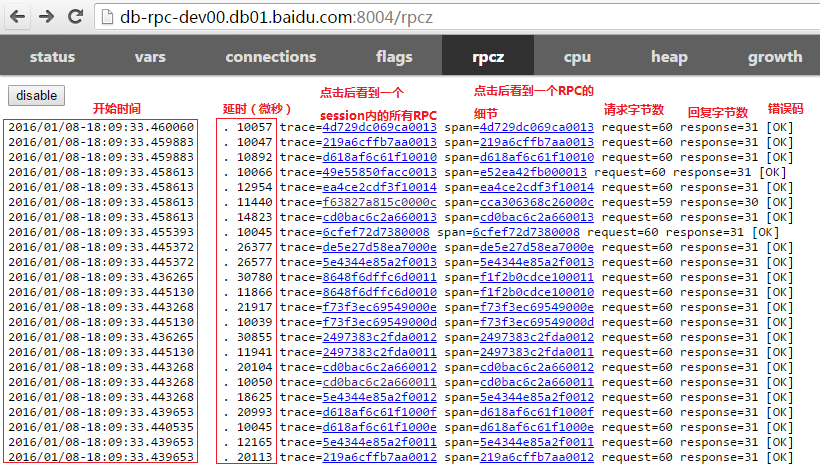 db-rpc-dev00.db01.baidu.com:8004/rpcz
status vars connections flags rpcz cpu heap growth
disable
开始时间
延时（微秒）
点击后看到一个
session内的所有RPC
点击后看到一个RPC的
细节
请求字节数
回复字节数
错误码
2016/01/08-18:09:33.460060 . 10057 trace=4d729dc069ca0013 span=4d729dc069ca0013 request=60 response=31 [OK]
2016/01/08-18:09:33.459883 . 10047 trace=219a6cffb7aa0013 span=219a6cffb7aa0013 request=60 response=31 [OK]
2016/01/08-18:09:33.459883 . 10892 trace=d618af6c61f10010 span=d618af6c61f10010 request=60 response=31 [OK]
2016/01/08-18:09:33.458613 . 10066 trace=49e55850facc0013 span=e52ea42fb000013 request=60 response=31 [OK]
2016/01/08-18:09:33.458613 . 12954 trace=ea4ce2cdf3f10014 span=ea4ce2cdf3f10014 request=60 response=31 [OK]
2016/01/08-18:09:33.458613 . 11440 trace=f63827a815c0000c span=cca306368c26000c request=59 response=30 [OK]
2016/01/08-18:09:33.458613 . 14823 trace=cd0bac6c2a660013 span=cd0bac6c2a660013 request=60 response=31 [OK]
2016/01/08-18:09:33.455393 . 10045 trace=6cfef72d7380008 span=6cfef72d7380008 request=60 response=31 [OK]
2016/01/08-18:09:33.445372 . 26377 trace=de5e27d58ea7000e span=de5e27d58ea7000e request=60 response=31 [OK]
2016/01/08-18:09:33.445372 . 26577 trace=5e4344e85a2f0013 span=5e4344e85a2f0013 request=60 response=31 [OK]
2016/01/08-18:09:33.436265 . 30780 trace=8648f6dffc6d0011 span=f1f2b0cdce100011 request=60 response=31 [OK]
2016/01/08-18:09:33.445130 . 11866 trace=8648f6dffc6d0010 span=f1f2b0cdce100010 request=60 response=31 [OK]
2016/01/08-18:09:33.443268 . 21917 trace=f73f3ec69549000e span=f73f3ec69549000e request=60 response=31 [OK]
2016/01/08-18:09:33.445130 . 10039 trace=f73f3ec69549000d span=f73f3ec69549000d request=60 response=31 [OK]
2016/01/08-18:09:33.436265 . 30855 trace=2497383c2fda0012 span=2497383c2fda0012 request=60 response=31 [OK]
2016/01/08-18:09:33.445130 . 11941 trace=2497383c2fda0011 span=2497383c2fda0011 request=60 response=31 [OK]
2016/01/08-18:09:33.443268 . 20104 trace=cd0bac6c2a660012 span=cd0bac6c2a660012 request=60 response=31 [OK]
2016/01/08-18:09:33.443268 . 10050 trace=cd0bac6c2a660011 span=cd0bac6c2a660011 request=60 response=31 [OK]
2016/01/08-18:09:33.443268 . 18625 trace=5e4344e85a2f0012 span=5e4344e85a2f0012 request=60 response=31 [OK]
2016/01/08-18:09:33.439653 . 20993 trace=d618af6c61f1000f span=d618af6c61f1000f request=60 response=31 [OK]
2016/01/08-18:09:33.440535 . 10045 trace=d618af6c61f1000e span=d618af6c61f1000e request=60 response=31 [OK]
2016/01/08-18:09:33.439653 . 12165 trace=5e4344e85a2f0011 span=5e4344e85a2f0011 request=60 response=31 [OK]
2016/01/08-18:09:33.439653 . 20113 trace=219a6cffb7aa0012 span=219a6cffb7aa0012 request=60 response=31 [OK]